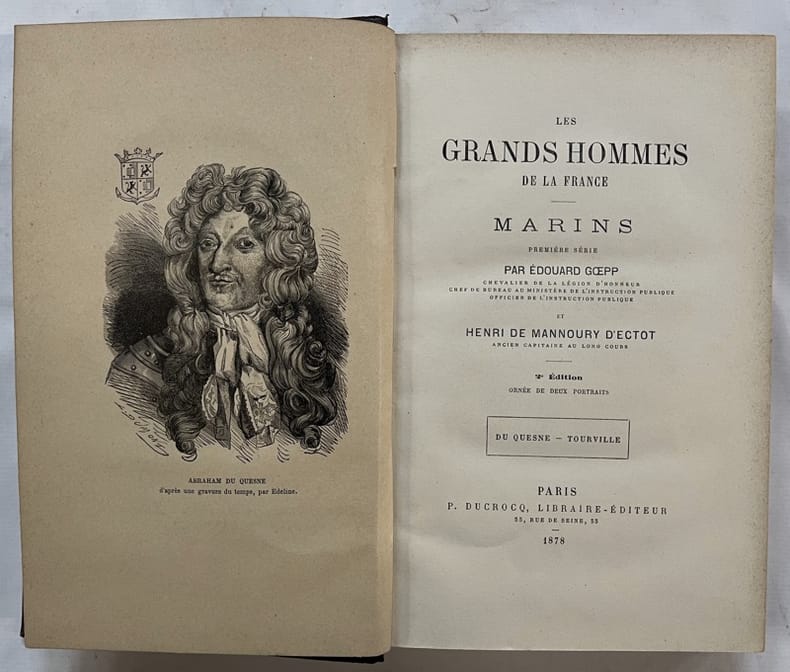 ABRAHAM DU QUESNE
d'après une gravure du temps, par Edeline.
LES
GRANDS HOMMES
DE LA FRANCE
MARINS
PREMIÈRE SÉRIE
PAR ÉDOUARD GŒPP
CHEVALIER DE LA LÉGION D'HONNEUR
CHEF DE BUREAU AU MINISTÈRE DE L'INSTRUCTION PUBLIQUE
OFFICIER DE L'INSTRUCTION PUBLIQUE
ET
HENRI DE MANNOURY D'ECTOT
ANCIEN CAPITAINE AU LONG COURS
2e Édition
ORNÉE DE DEUX PORTRAITS
DU QUESNE — TOURVILLE
PARIS
P. DUCROCQ, LIBRAIRE-ÉDITEUR
55, RUE DE SEINE, 55
1878